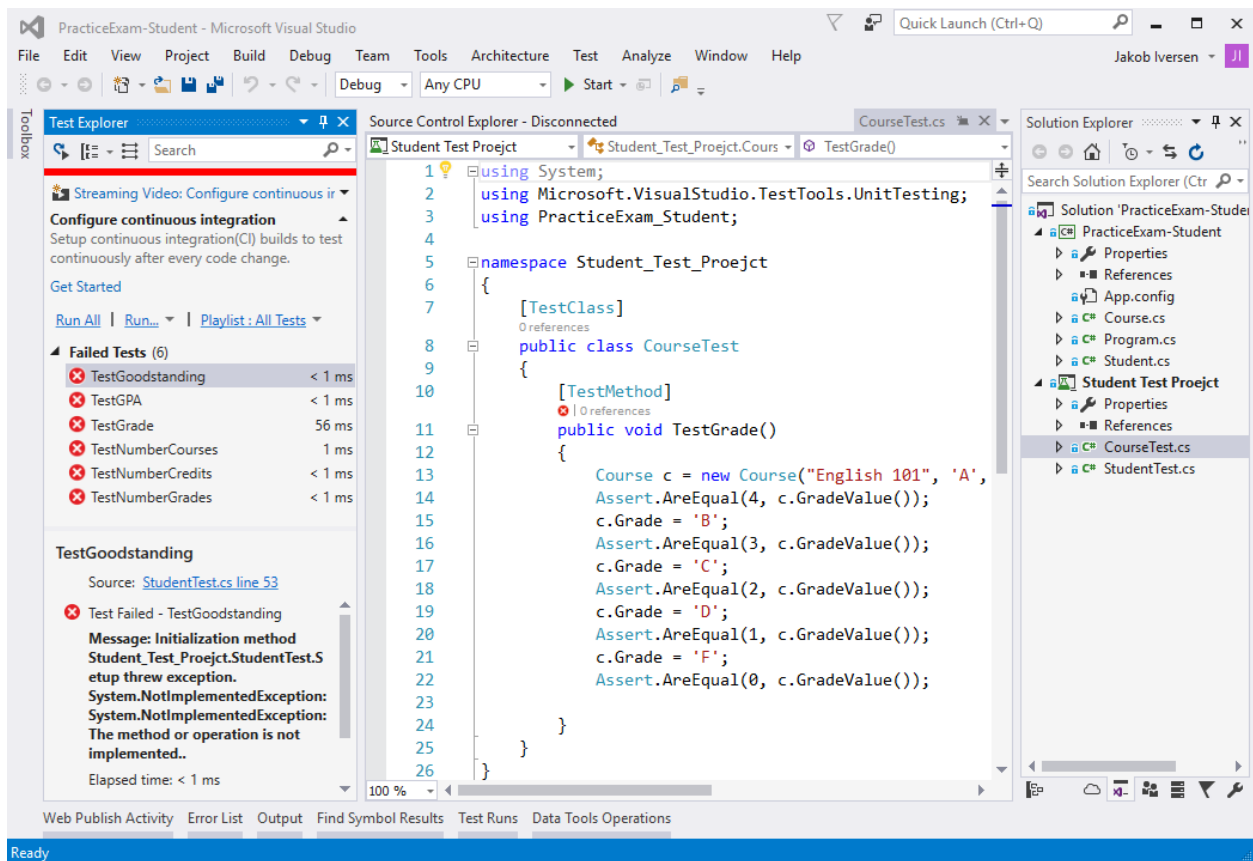 PracticeExam-Student - Microsoft Visual Studio
Quick Launch (Ctrl+Q)
File Edit View Project Build Debug Team Tools Architecture Test Analyze Window Help
Jakob Iversen JI
Debug Any CPU Start
Toolbox
Test Explorer
Search
Streaming Video: Configure continuous ir
Configure continuous integration
Setup continuous integration(CI) builds to test
continuously after every code change.
Get Started
Run All | Run... | Playlist : All Tests
Failed Tests (6)
TestGoodstanding < 1 ms
TestGPA < 1 ms
TestGrade 56 ms
TestNumberCourses 1 ms
TestNumberCredits < 1 ms
TestNumberGrades < 1 ms
TestGoodstanding
Source: StudentTest.cs line 53
Test Failed - TestGoodstanding
Message: Initialization method
Student_Test_Proejct.StudentTest.S
etup threw exception.
System.NotImplementedException:
System.NotImplementedException:
The method or operation is not
implemented..
Elapsed time: < 1 ms
Source Control Explorer - Disconnected CourseTest.cs
Student Test Proejct Student_Test_Proejct.Cours TestGrade()
1 using System;
2 using Microsoft.VisualStudio.TestTools.UnitTesting;
3 using PracticeExam_Student;
4
5 namespace Student_Test_Proejct
6 {
7 [TestClass]
0 references
8 public class CourseTest
9 {
10 [TestMethod]
| 0 references
11 public void TestGrade()
12 {
13 Course c = new Course("English 101", 'A',
14 Assert.AreEqual(4, c.GradeValue());
15 c.Grade = 'B';
16 Assert.AreEqual(3, c.GradeValue());
17 c.Grade = 'C';
18 Assert.AreEqual(2, c.GradeValue());
19 c.Grade = 'D';
20 Assert.AreEqual(1, c.GradeValue());
21 c.Grade = 'F';
22 Assert.AreEqual(0, c.GradeValue());
23
24 }
25 }
26 }
100 %
Solution Explorer
Search Solution Explorer (Ctr
Solution 'PracticeExam-Studer
C# PracticeExam-Student
Properties
References
App.config
C# Course.cs
C# Program.cs
C# Student.cs
Student Test Proejct
Properties
References
C# CourseTest.cs
C# StudentTest.cs
Web Publish Activity Error List Output Find Symbol Results Test Runs Data Tools Operations
Ready